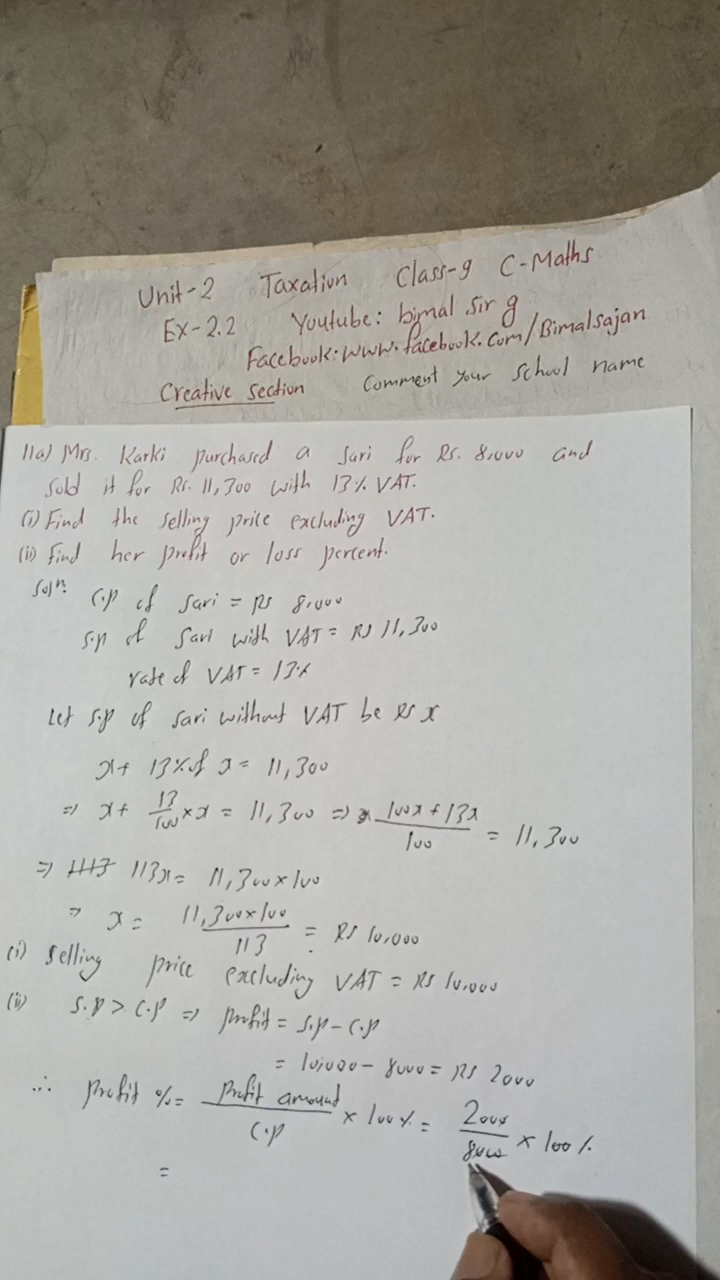 Unit-2 Taxation Class-9 C-Maths
Ex-2.2 Youtube: bimal sir g
Facebook: www.facebook.com/Bimalsajan
Creative section Comment your school name
11a) Mrs. Karki purchased a sari for Rs. 8,000 and
sold it for Rs. 11,300 with 13% VAT.
(i) Find the selling price excluding VAT.
(ii) Find her profit or loss percent.
Soln.
C.P of sari = Rs 8,000
S.P of sari with VAT = Rs 11,300
rate of VAT = 13%
Let S.P of sari without VAT be Rs x
x + 13% of x = 11,300
=> x + 13/100 × x = 11,300 => 100x + 13x / 100 = 11,300
=> 113x = 11,300 × 100
=> x = 11,300 × 100 / 113 = Rs 10,000
(i) Selling price excluding VAT = Rs 10,000
(ii) S.P > C.P => Profit = S.P - C.P
= 10,000 - 8000 = Rs 2000
∴ Profit % = Profit amount / C.P × 100% = 2000 / 8000 × 100%
=